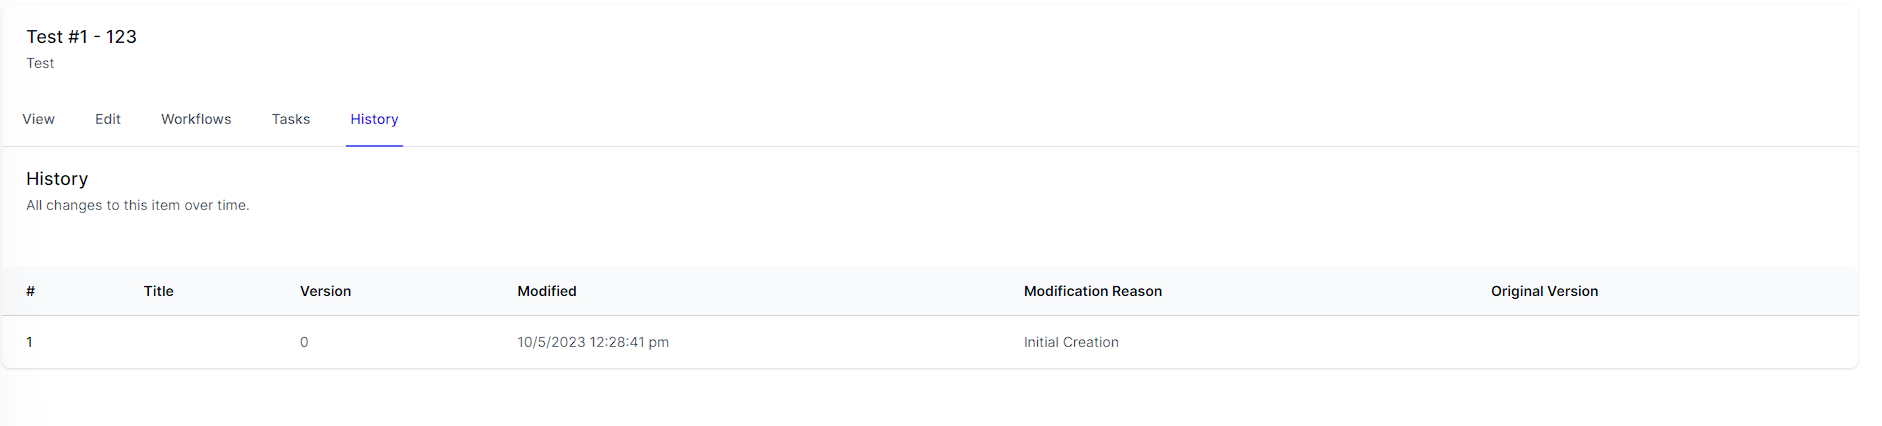 Test #1 - 123
Test
View Edit Workflows Tasks History
History
All changes to this item over time.
# Title Version Modified Modification Reason Original Version
1 0 10/5/2023 12:28:41 pm Initial Creation